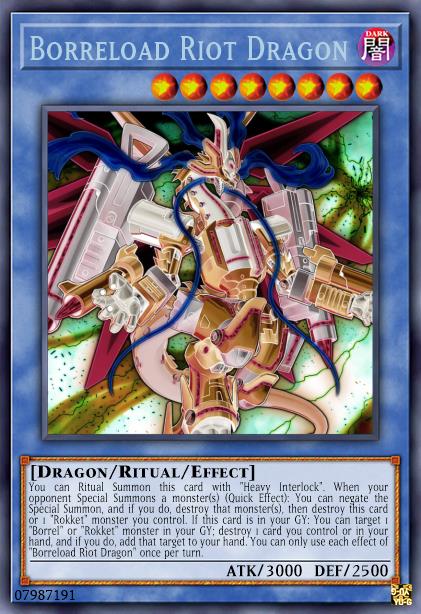 Borreload Riot Dragon
DARK
闇
[Dragon/Ritual/Effect]
You can Ritual Summon this card with "Heavy Interlock". When your
opponent Special Summons a monster(s) (Quick Effect): You can negate the
Special Summon, and if you do, destroy that monster(s), then destroy this card
or 1 "Rokket" monster you control. If this card is in your GY: You can target 1
"Borrel" or "Rokket" monster in your GY; destroy 1 card you control or in your
hand, and if you do, add that target to your hand. You can only use each effect of
"Borreload Riot Dragon" once per turn.
ATK/3000 DEF/2500
07987191